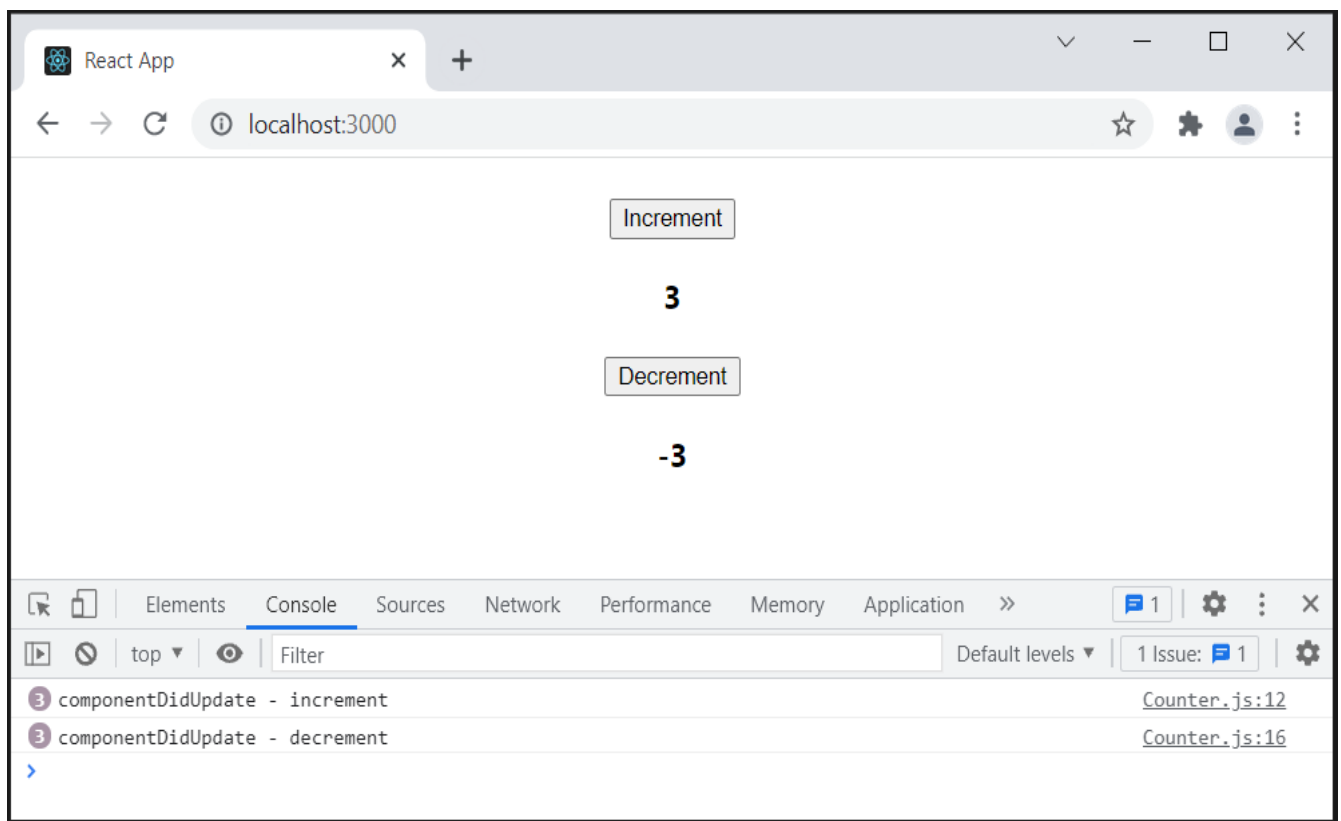 React App
localhost:3000
Increment
3
Decrement
-3
Elements Console Sources Network Performance Memory Application » 1
top ▼ Filter Default levels ▼ 1 Issue: 1
3 componentDidUpdate - increment Counter.js:12
3 componentDidUpdate - decrement Counter.js:16